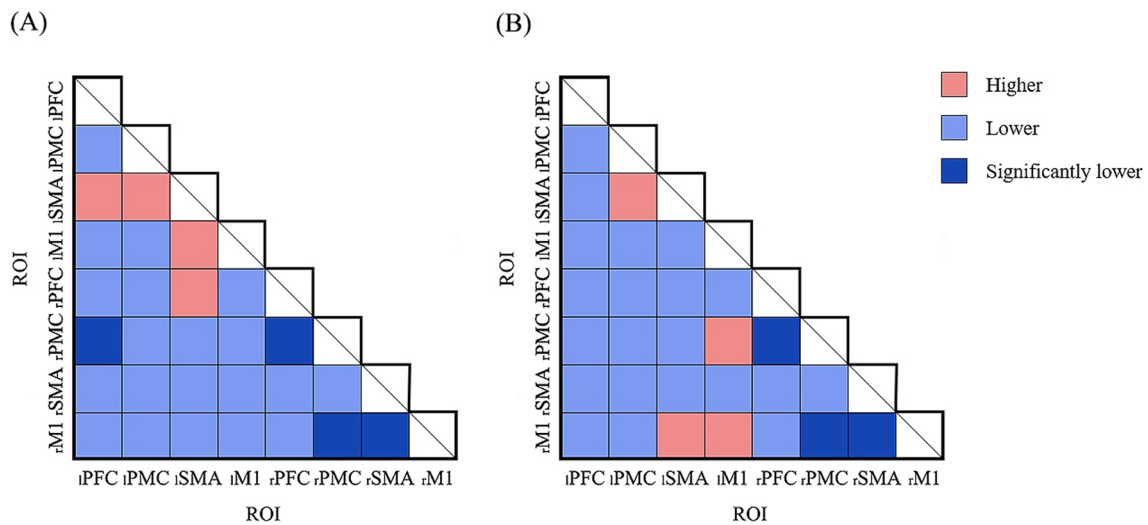 (A)
(B)
lPFC
lPMC
lSMA
lM1
rPFC
rPMC
rSMA
rM1
ROI
lPFC lPMC lSMA lM1 rPFC rPMC rSMA rM1
ROI
lPFC
lPMC
lSMA
lM1
rPFC
rPMC
rSMA
rM1
ROI
lPFC lPMC lSMA lM1 rPFC rPMC rSMA rM1
ROI
Higher
Lower
Significantly lower